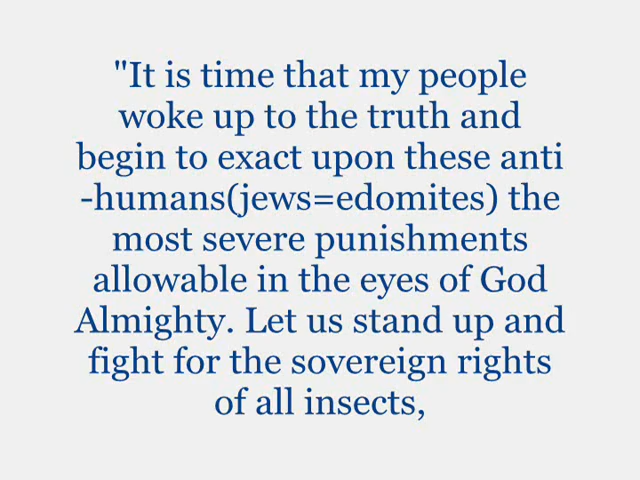 "It is time that my people
woke up to the truth and
begin to exact upon these anti
-humans(jews=edomites) the
most severe punishments
allowable in the eyes of God
Almighty. Let us stand up and
fight for the sovereign rights
of all insects,